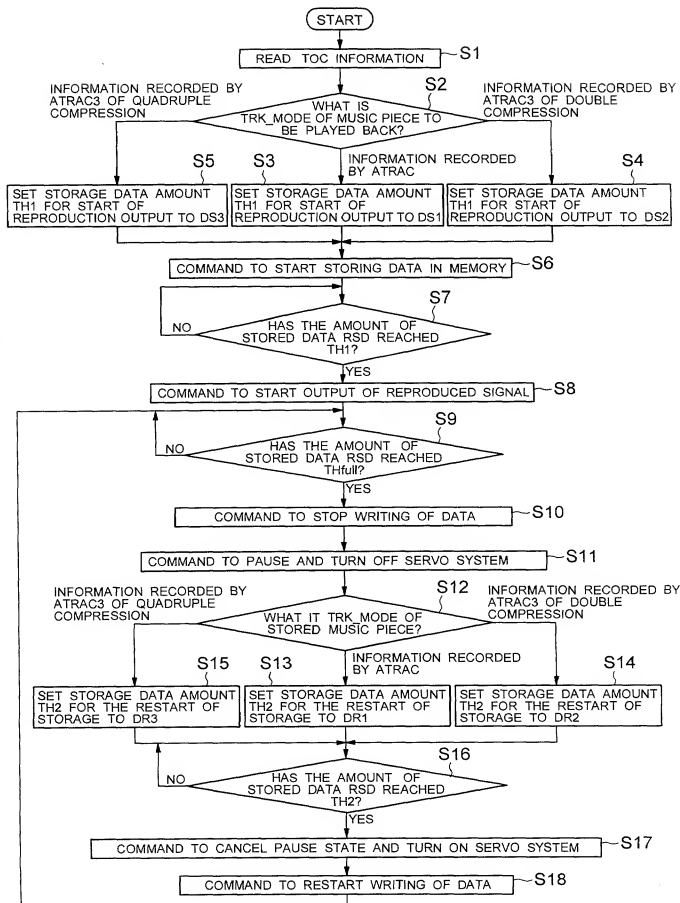 START
S1
READ TOC INFORMATION
INFORMATION RECORDED BY
ATRAC3 OF QUADRUPLE
COMPRESSION
S2
INFORMATION RECORDED BY
ATRAC3 OF DOUBLE
COMPRESSION
WHAT IS
TRK_MODE OF MUSIC PIECE TO
BE PLAYED BACK?
INFORMATION RECORDED
BY ATRAC
S5
SET STORAGE DATA AMOUNT
TH1 FOR START OF
REPRODUCTION OUTPUT TO DS3
S3
SET STORAGE DATA AMOUNT
TH1 FOR START OF
REPRODUCTION OUTPUT TO DS1
S4
SET STORAGE DATA AMOUNT
TH1 FOR START OF
REPRODUCTION OUTPUT TO DS2
S6
COMMAND TO START STORING DATA IN MEMORY
S7
NO
HAS THE AMOUNT OF
STORED DATA RSD REACHED
TH1?
YES
S8
COMMAND TO START OUTPUT OF REPRODUCED SIGNAL
S9
NO
HAS THE AMOUNT OF
STORED DATA RSD REACHED
THfull?
YES
S10
COMMAND TO STOP WRITING OF DATA
S11
COMMAND TO PAUSE AND TURN OFF SERVO SYSTEM
INFORMATION RECORDED BY
ATRAC3 OF QUADRUPLE
COMPRESSION
S12
INFORMATION RECORDED BY
ATRAC3 OF DOUBLE
COMPRESSION
WHAT IT TRK_MODE OF
STORED MUSIC PIECE?
INFORMATION RECORDED
BY ATRAC
S15
SET STORAGE DATA AMOUNT
TH2 FOR THE RESTART OF
STORAGE TO DR3
S13
SET STORAGE DATA AMOUNT
TH2 FOR THE RESTART OF
STORAGE TO DR1
S14
SET STORAGE DATA AMOUNT
TH2 FOR THE RESTART OF
STORAGE TO DR2
S16
NO
HAS THE AMOUNT OF
STORED DATA RSD REACHED
TH2?
YES
S17
COMMAND TO CANCEL PAUSE STATE AND TURN ON SERVO SYSTEM
S18
COMMAND TO RESTART WRITING OF DATA